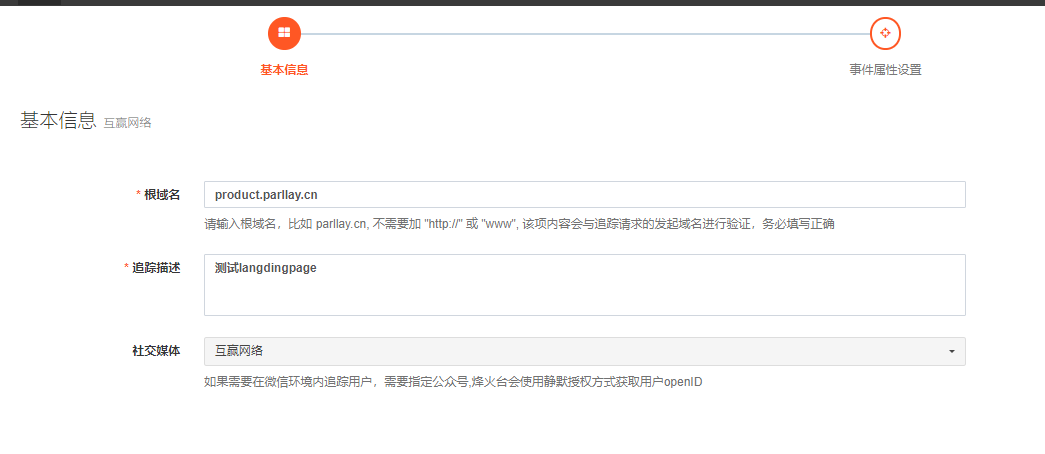 基本信息
事件属性设置
基本信息 互赢网络
* 根域名
product.parllay.cn
请输入根域名，比如 parllay.cn, 不需要加 "http://" 或 "www", 该项内容会与追踪请求的发起域名进行验证，务必填写正确
* 追踪描述
测试langdingpage
社交媒体
互赢网络
如果需要在微信环境内追踪用户，需要指定公众号,烽火台会使用静默授权方式获取用户openID